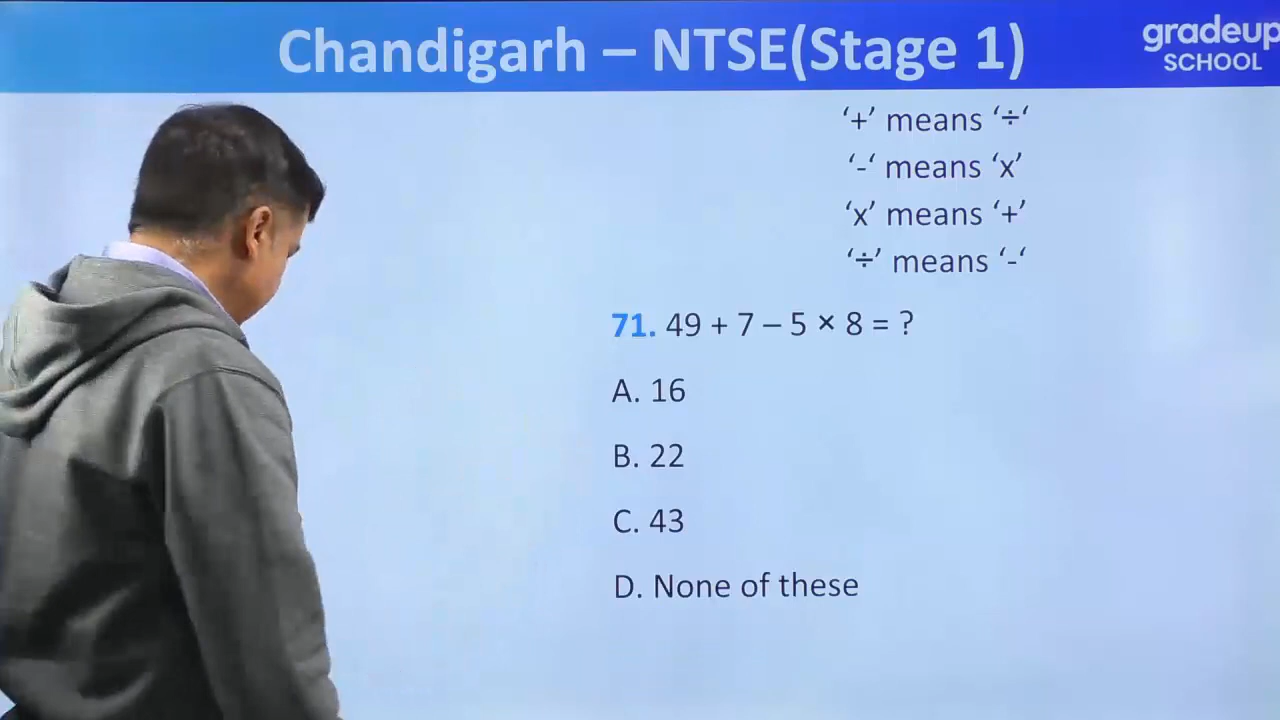 Chandigarh – NTSE(Stage 1)
gradeup
SCHOOL
‘+’ means ‘÷‘
‘-‘ means ‘x’
‘x’ means ‘+’
‘÷’ means ‘-‘
71. 49 + 7 – 5 × 8 = ?
A. 16
B. 22
C. 43
D. None of these